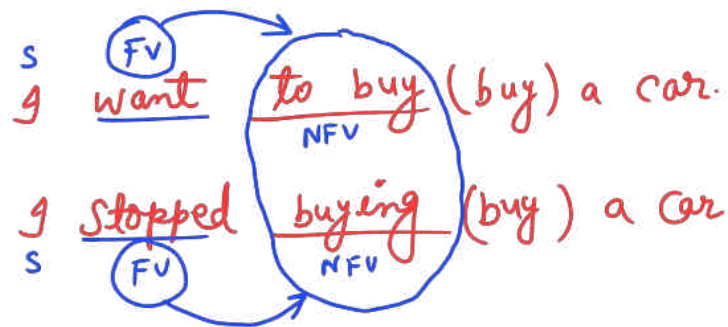 S FV
I want to buy (buy) a car.
NFV
I stopped buying (buy) a car
S FV NFV